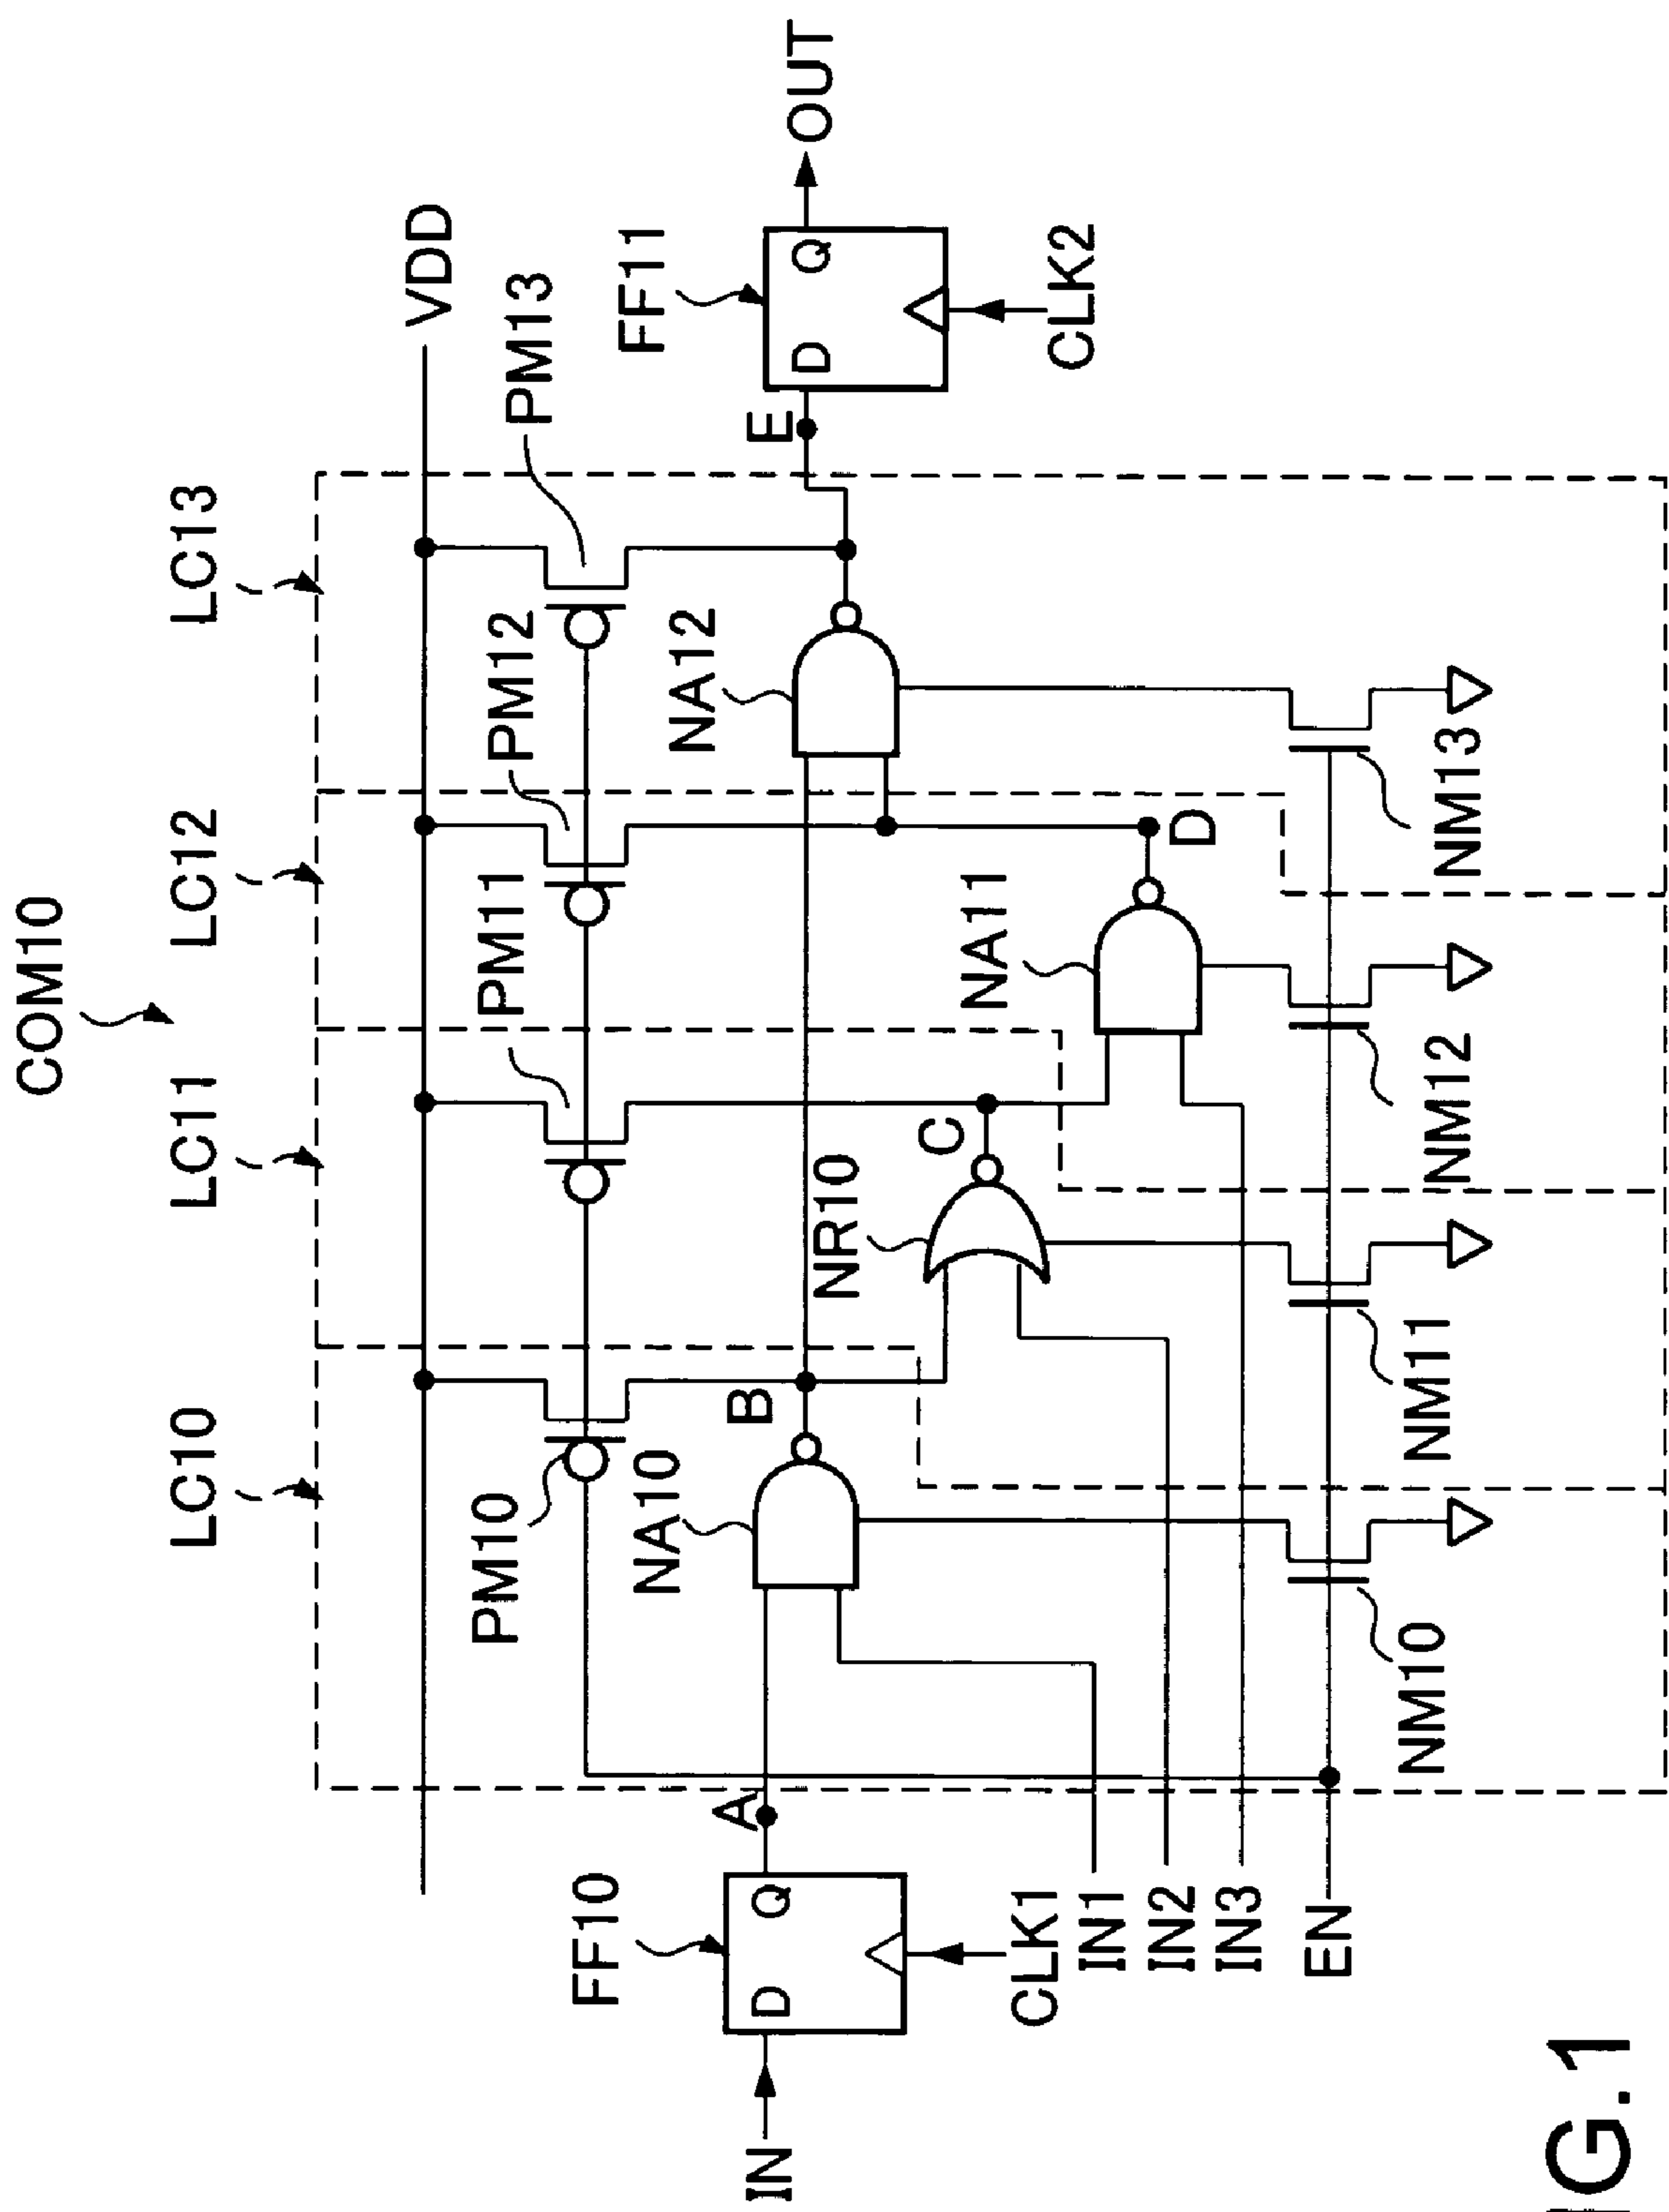 COM10
LC10
LC11
LC12
LC13
VDD
PM10
PM11
PM12
PM13
FF10
NA10
B
NR10
C
NA11
D
NA12
E
FF11
IN
D
Q
A
D
Q
OUT
CLK1
CLK2
IN1
IN2
IN3
EN
NM10
NM11
NM12
NM13
G.1